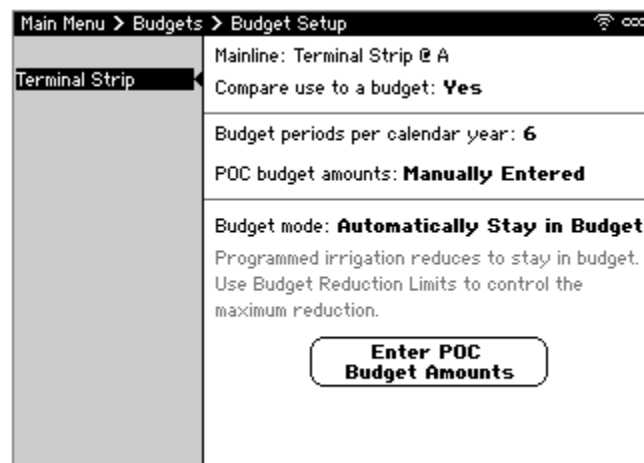 Main Menu > Budgets > Budget Setup
Terminal Strip
Mainline: Terminal Strip @ A
Compare use to a budget: Yes
Budget periods per calendar year: 6
POC budget amounts: Manually Entered
Budget mode: Automatically Stay in Budget
Programmed irrigation reduces to stay in budget.
Use Budget Reduction Limits to control the
maximum reduction.
Enter POC
Budget Amounts